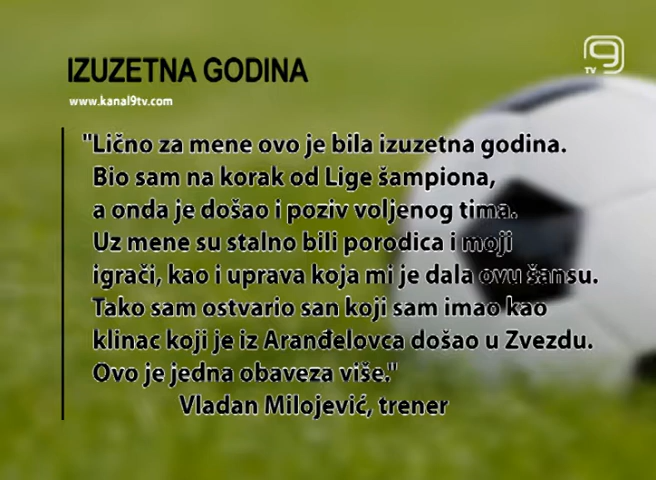 IZUZETNA GODINA
9
TV
www.kanal9tv.com
"Lično za mene ovo je bila izuzetna godina.
Bio sam na korak od Lige šampiona,
a onda je došao i poziv voljenog tima.
Uz mene su stalno bili porodica i moji
igrači, kao i uprava koja mi je dala ovu šansu.
Tako sam ostvario san koji sam imao kao
klinac koji je iz Aranđelovca došao u Zvezdu.
Ovo je jedna obaveza više."
Vladan Milojević, trener